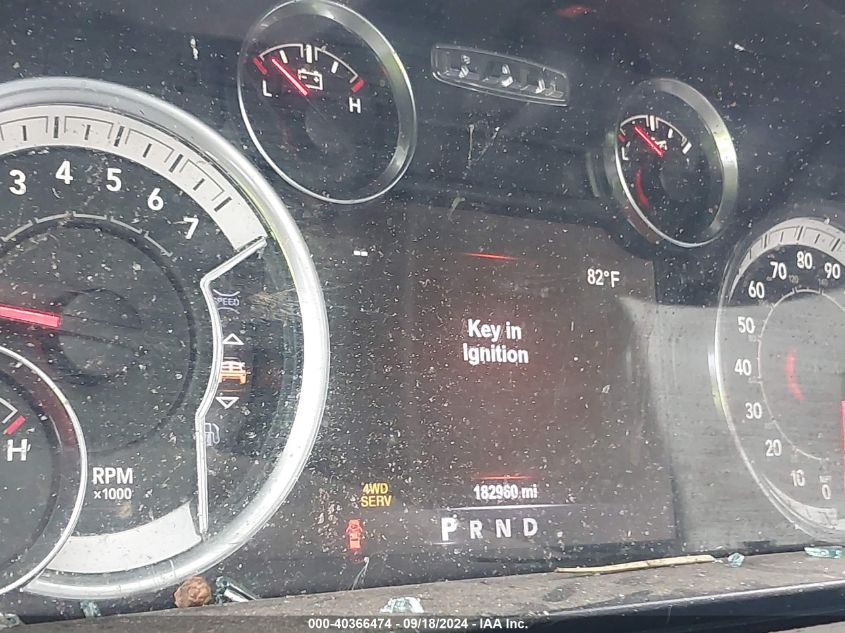 L
H
L
3
4
5
6
7
SPEED
H
RPM
x1000
82°F
Key in
Ignition
4WD
SERV
182960 mi
P R N D
90
80
70
60
50
40
30
20
10
0
000-40366474 - 09/18/2024 - IAA Inc.